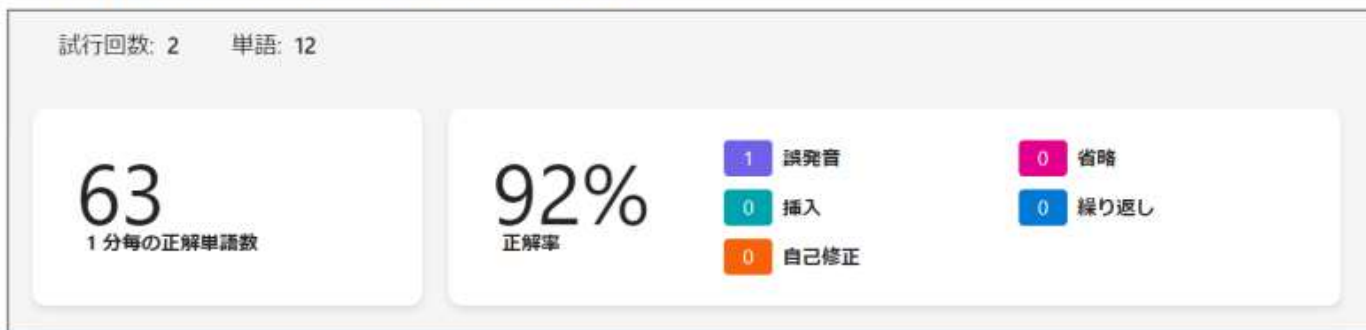 試行回数: 2 単語: 12
63
1 分毎の正解単語数
92%
正解率
1 誤発音
0 挿入
0 自己修正
0 省略
0 繰り返し